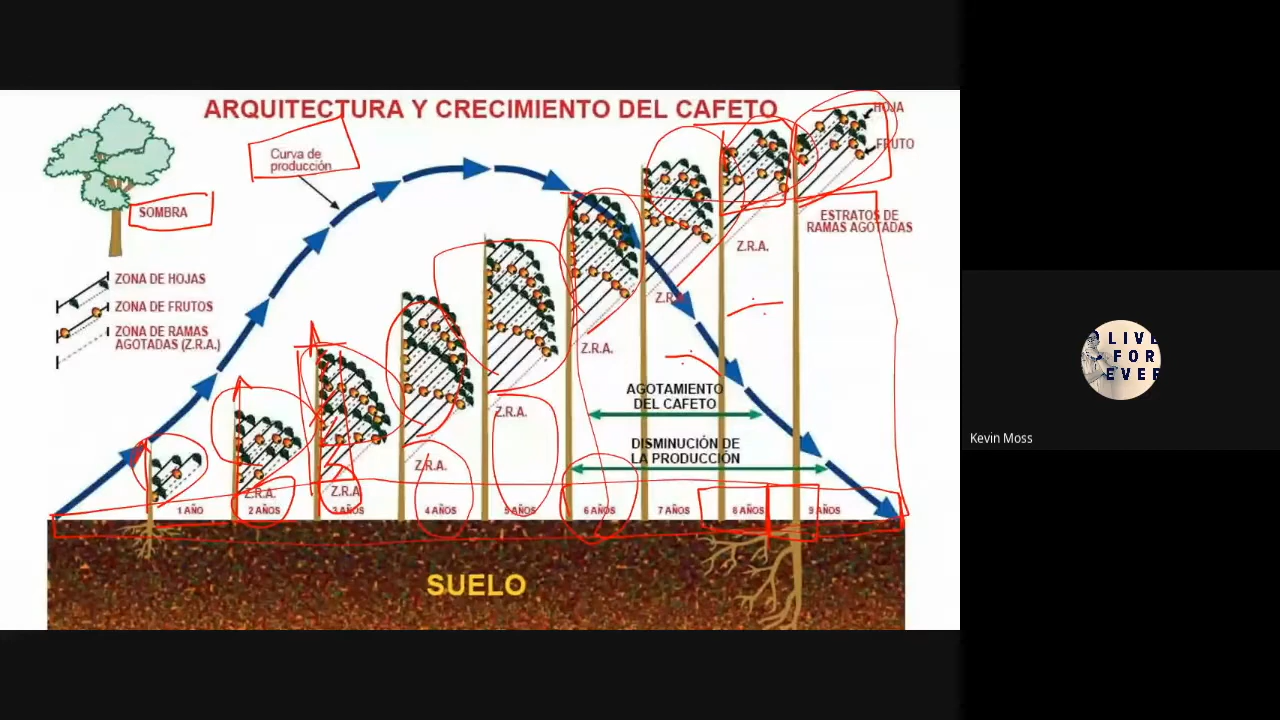 ARQUITECTURA Y CRECIMIENTO DEL CAFETO
HOJA
FRUTO
Curva de
producción
SOMBRA
ESTRATOS DE
RAMAS AGOTADAS
ZONA DE HOJAS
ZONA DE FRUTOS
ZONA DE RAMAS
AGOTADAS (Z.R.A.)
Z.R.A.
Z.R.A.
Z.R.A.
Z.R.A.
Z.R.A.
Z.R.A.
Z.R.A.
AGOTAMIENTO
DEL CAFETO
DISMINUCIÓN DE
LA PRODUCCIÓN
1 AÑO
2 AÑOS
3 AÑOS
4 AÑOS
5 AÑOS
6 AÑOS
7 AÑOS
8 AÑOS
9 AÑOS
SUELO
LIVE
FOR
EVER
Kevin Moss